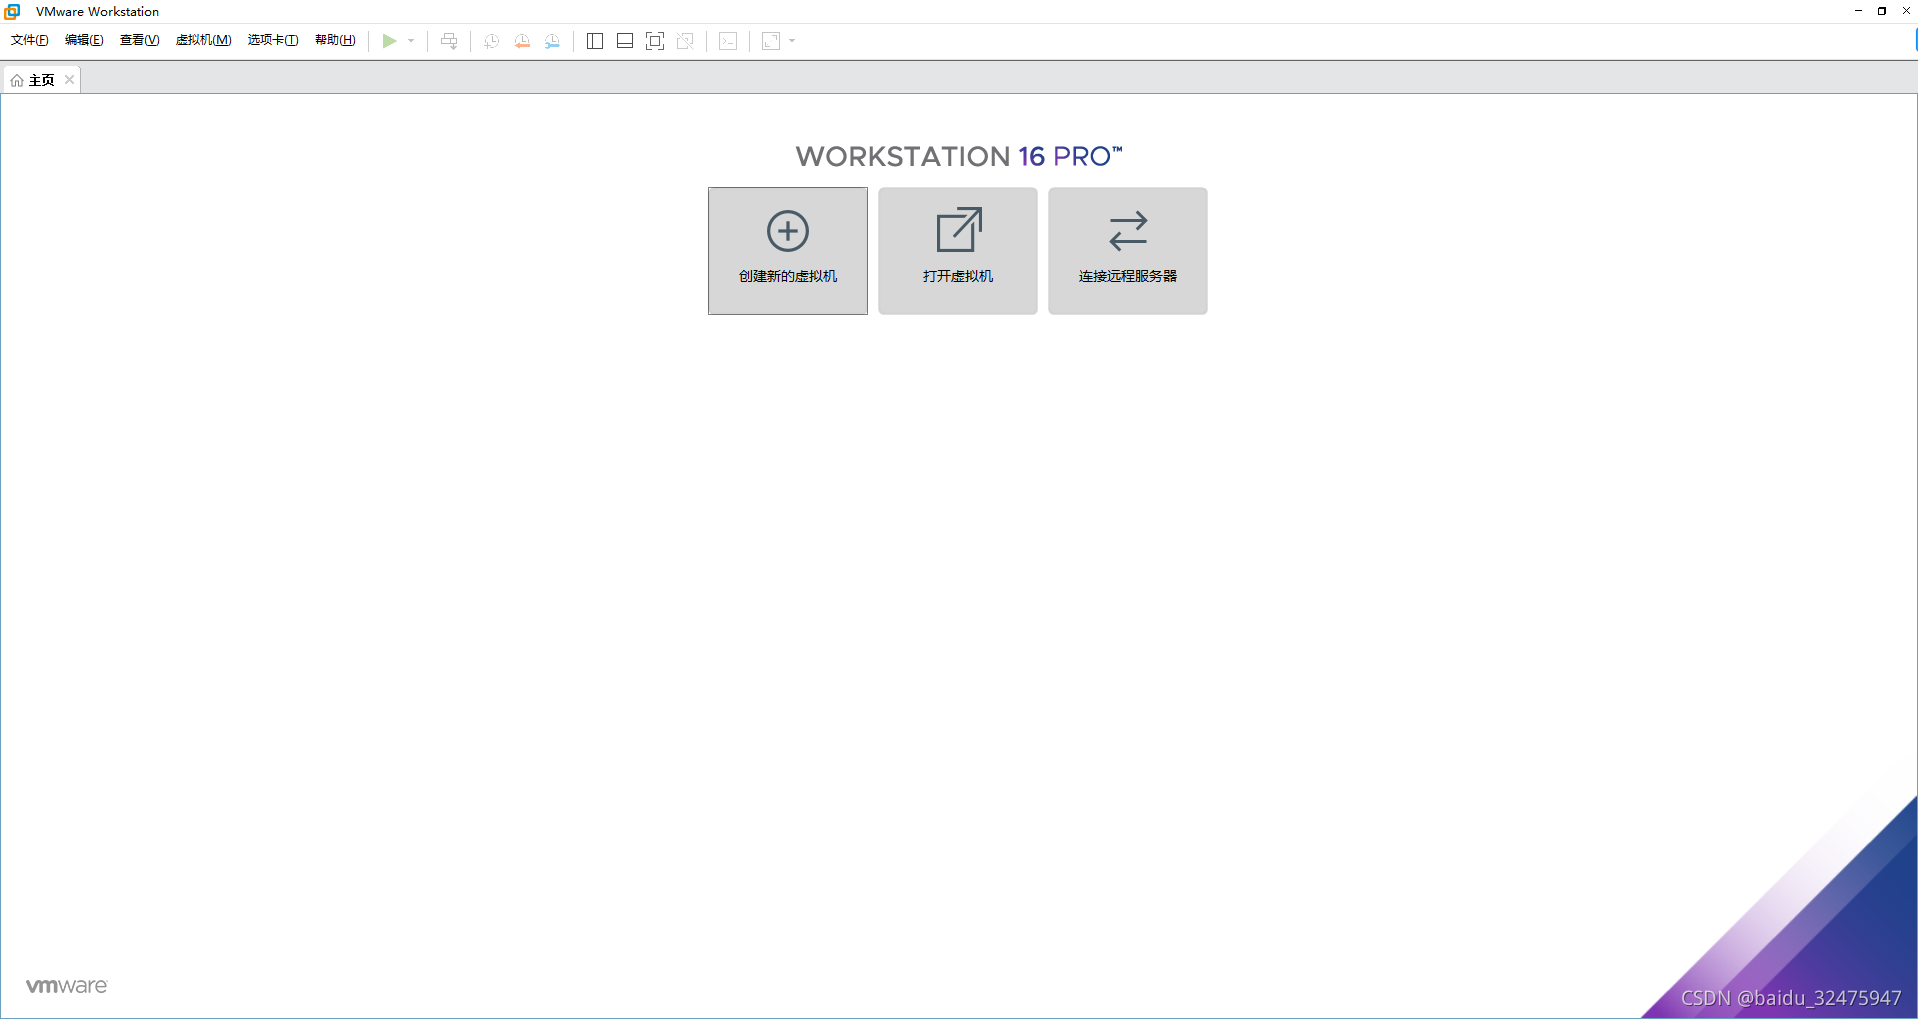 VMware Workstation
文件(F) 编辑(E) 查看(V) 虚拟机(M) 选项卡(T) 帮助(H)
主页
WORKSTATION 16 PRO™
创建新的虚拟机 打开虚拟机 连接远程服务器
vmware
CSDN @baidu_32475947